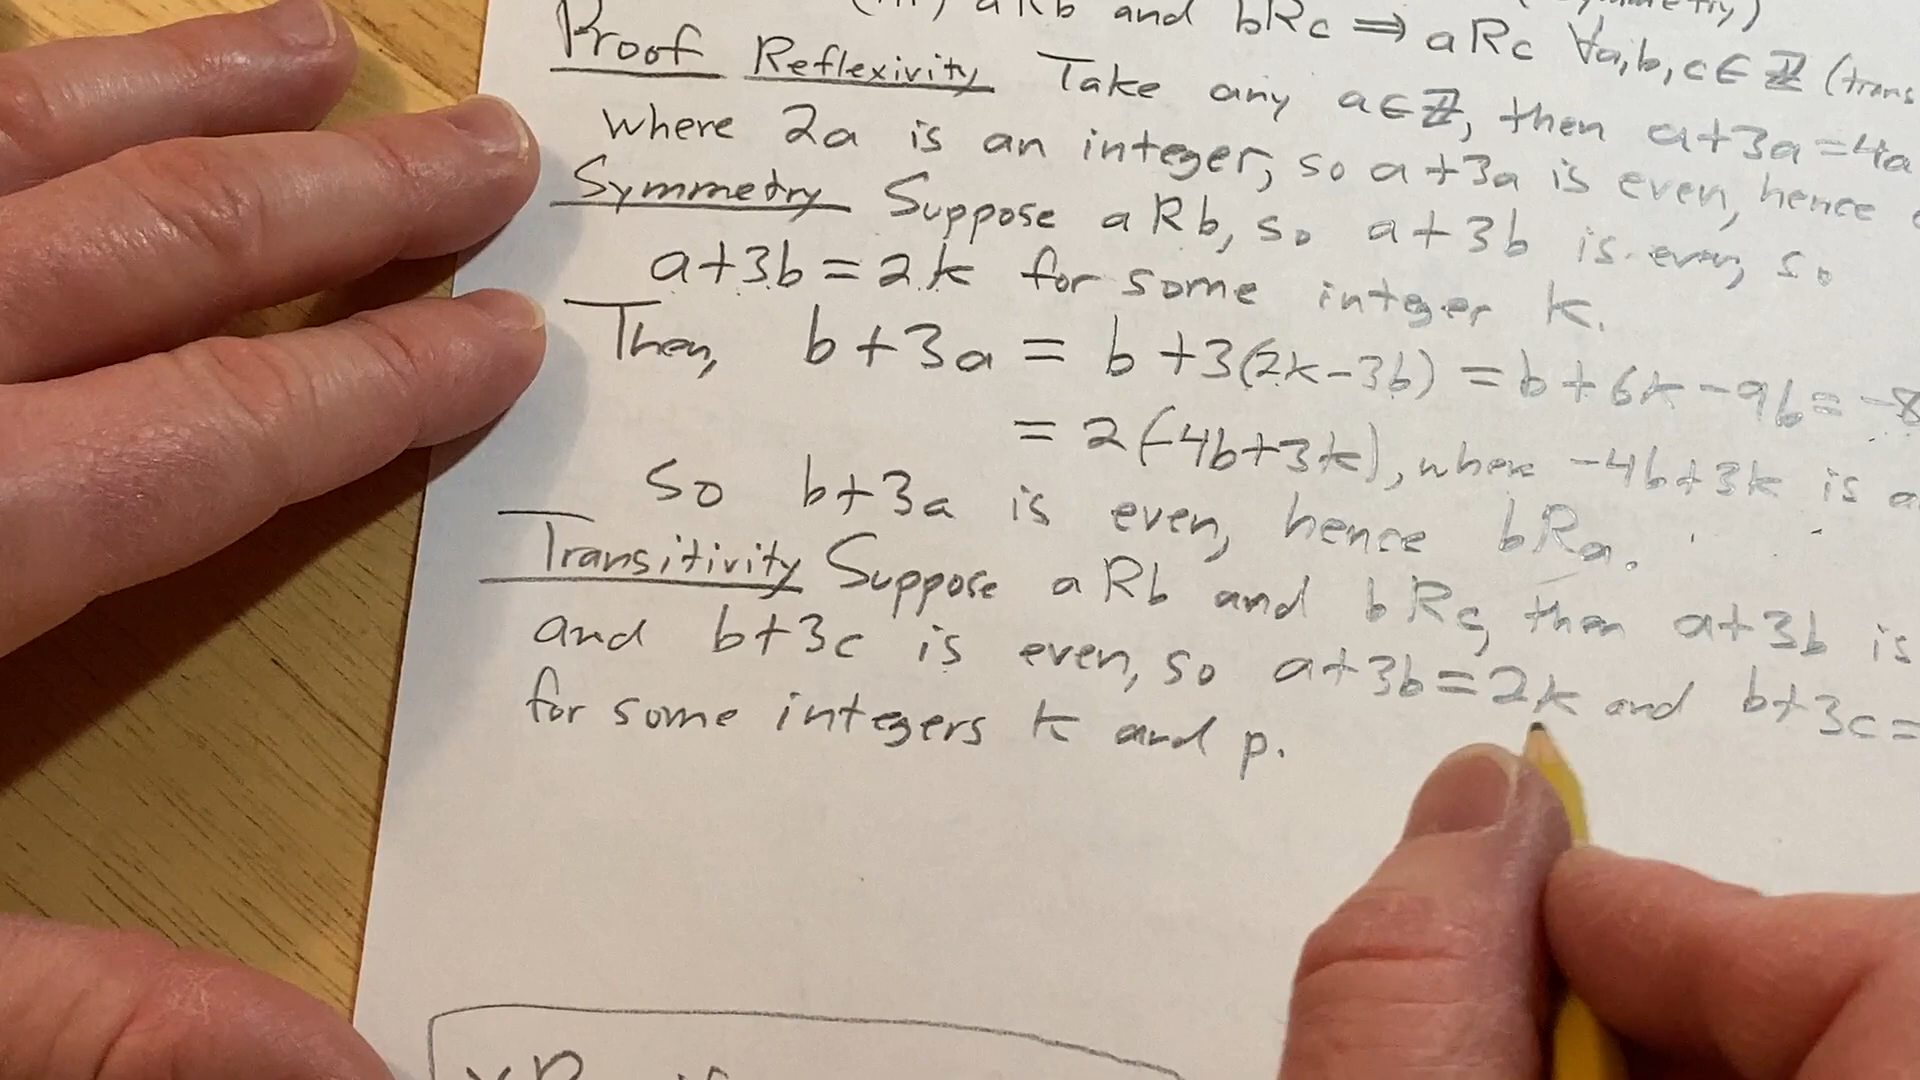 aRb and bRc ⇒ aRc ∀a,b,c∈ℤ (trans
Proof Reflexivity Take any a∈ℤ, then a+3a=4a
where 2a is an integer, so a+3a is even, hence
Symmetry Suppose aRb, so a+3b is even, so
a+3b=2k for some integer k.
Then, b+3a = b+3(2k-3b) = b+6k-9b = -8
= 2(-4b+3k), where -4b+3k is a
So b+3a is even, hence bRa.
Transitivity Suppose aRb and bRc, then a+3b is
and b+3c is even, so a+3b=2k and b+3c=
for some integers k and p.